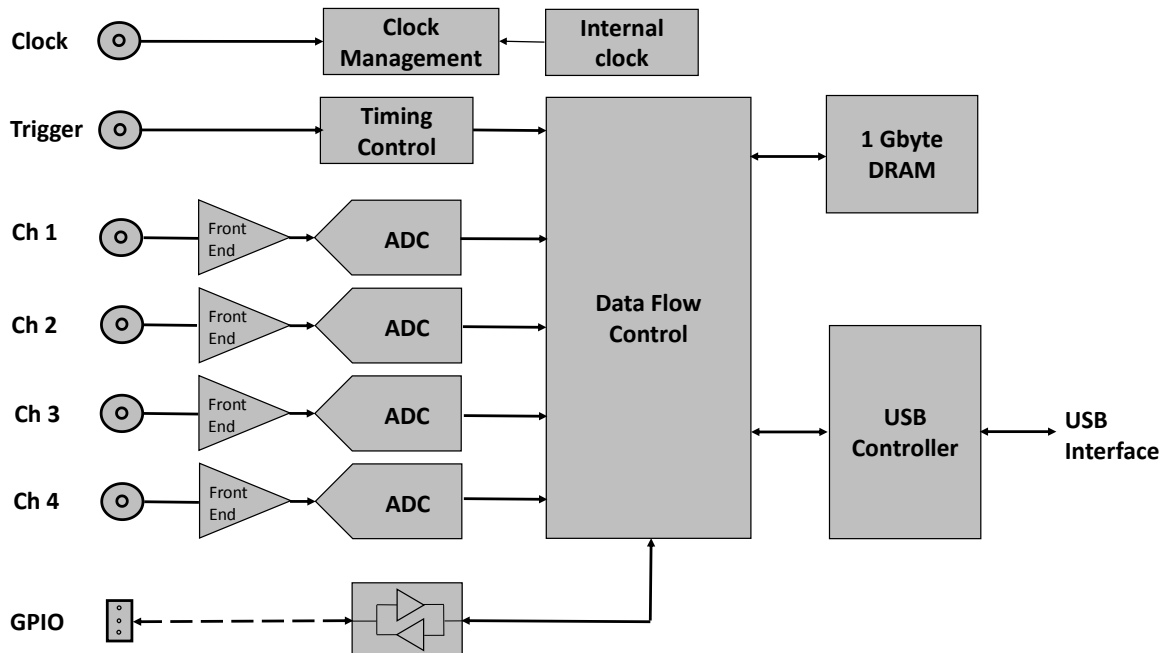 Clock
Clock
Management
Internal
clock
Trigger
Timing
Control
1 Gbyte
DRAM
Ch 1
Front
End
ADC
Ch 2
Front
End
ADC
Data Flow
Control
Ch 3
Front
End
ADC
USB
Controller
USB
Interface
Ch 4
Front
End
ADC
GPIO